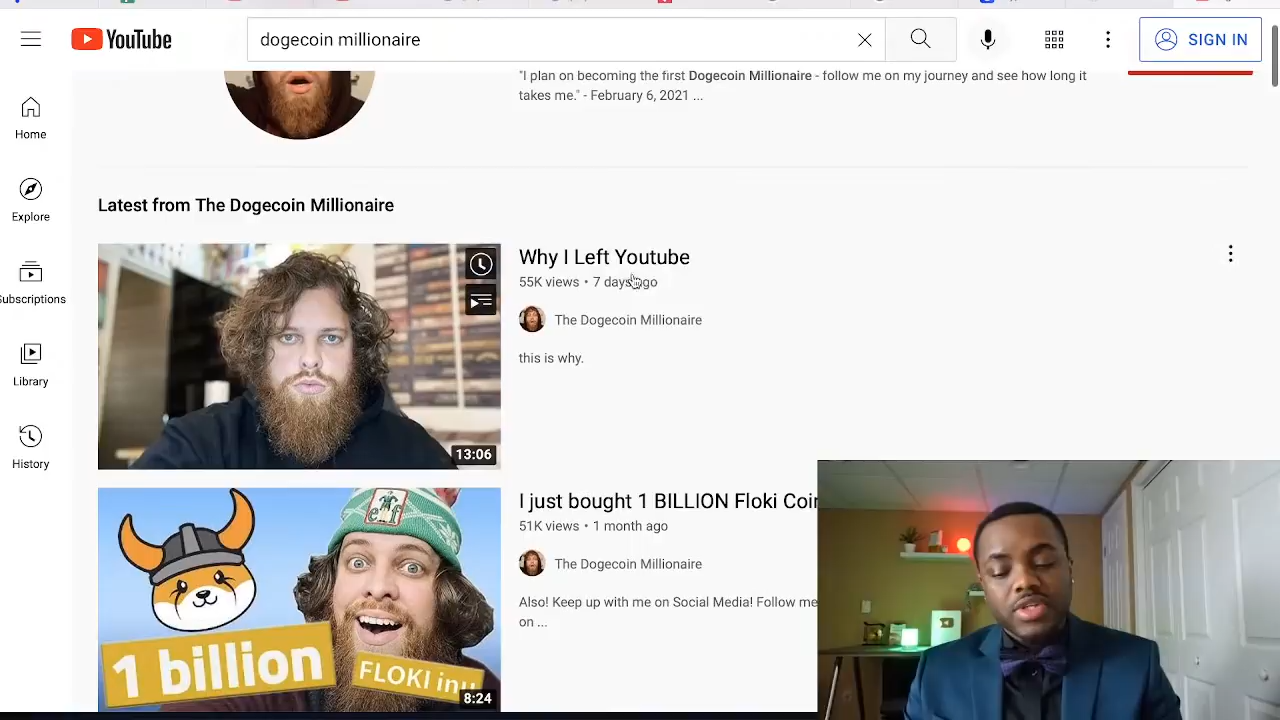 YouTube
dogecoin millionaire
SIGN IN
"I plan on becoming the first Dogecoin Millionaire - follow me on my journey and see how long it
takes me." - February 6, 2021 ...
Home
Explore
Subscriptions
Library
History
Latest from The Dogecoin Millionaire
Why I Left Youtube
55K views • 7 days ago
The Dogecoin Millionaire
this is why.
13:06
I just bought 1 BILLION Floki Coin
51K views • 1 month ago
The Dogecoin Millionaire
Also! Keep up with me on Social Media! Follow me
on ...
elf
1 billion
FLOKI inu
8:24